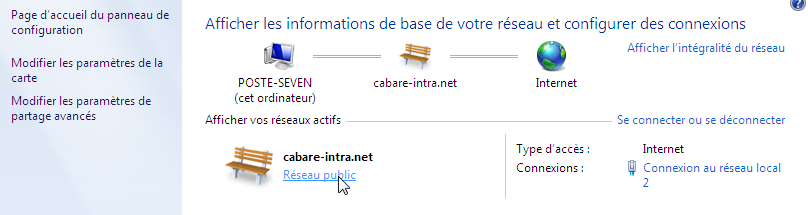 Page d'accueil du panneau de
configuration
Modifier les paramètres de la
carte
Modifier les paramètres de
partage avancés
Afficher les informations de base de votre réseau et configurer des connexions
Afficher l'intégralité du réseau
POSTE-SEVEN
(cet ordinateur)
cabare-intra.net
Internet
Afficher vos réseaux actifs
Se connecter ou se déconnecter
cabare-intra.net
Réseau public
Type d'accès :
Internet
Connexions :
Connexion au réseau local
2